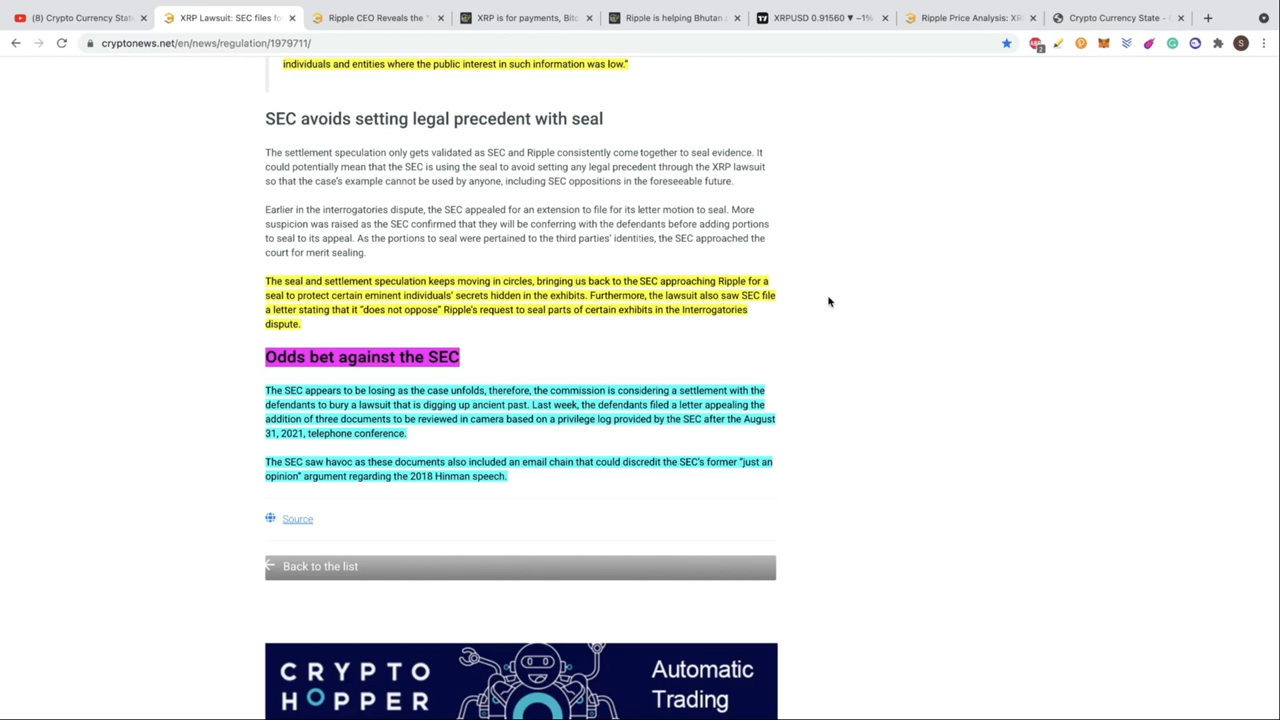 (8) Crypto Currency State
XRP Lawsuit: SEC files fo
Ripple CEO Reveals the
XRP is for payments, Bitc
Ripple is helping Bhutan
XRPUSD 0.91560 ▼ −1%
Ripple Price Analysis: XR
Crypto Currency State -
cryptonews.net/en/news/regulation/1979711/
2
S
individuals and entities where the public interest in such information was low."
SEC avoids setting legal precedent with seal
The settlement speculation only gets validated as SEC and Ripple consistently come together to seal evidence. It
could potentially mean that the SEC is using the seal to avoid setting any legal precedent through the XRP lawsuit
so that the case's example cannot be used by anyone, including SEC oppositions in the foreseeable future.
Earlier in the interrogatories dispute, the SEC appealed for an extension to file for its letter motion to seal. More
suspicion was raised as the SEC confirmed that they will be conferring with the defendants before adding portions
to seal to its appeal. As the portions to seal were pertained to the third parties' identities, the SEC approached the
court for merit sealing.
The seal and settlement speculation keeps moving in circles, bringing us back to the SEC approaching Ripple for a
seal to protect certain eminent individuals' secrets hidden in the exhibits. Furthermore, the lawsuit also saw SEC file
a letter stating that it "does not oppose" Ripple's request to seal parts of certain exhibits in the Interrogatories
dispute.
Odds bet against the SEC
The SEC appears to be losing as the case unfolds, therefore, the commission is considering a settlement with the
defendants to bury a lawsuit that is digging up ancient past. Last week, the defendants filed a letter appealing the
addition of three documents to be reviewed in camera based on a privilege log provided by the SEC after the August
31, 2021, telephone conference.
The SEC saw havoc as these documents also included an email chain that could discredit the SEC's former "just an
opinion" argument regarding the 2018 Hinman speech.
Source
Back to the list
CRYPTO
HOPPER
Automatic
Trading